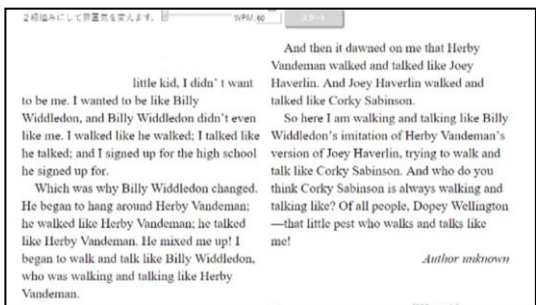 2段組みにして雰囲気を変えます。
WPM:60
スタート
little kid, I didn' t want
to be me. I wanted to be like Billy
Widdledon, and Billy Widdledon didn't even
like me. I walked like he walked; I talked like
he talked; and I signed up for the high school
he signed up for.
Which was why Billy Widdledon changed.
He began to hang around Herby Vandeman;
he walked like Herby Vandeman; he talked
like Herby Vandeman. He mixed me up! I
began to walk and talk like Billy Widdledon,
who was walking and talking like Herby
Vandeman.
And then it dawned on me that Herby
Vandeman walked and talked like Joey
Haverlin. And Joey Haverlin walked and
talked like Corky Sabinson.
So here I am walking and talking like Billy
Widdledon's imitation of Herby Vandeman's
version of Joey Haverlin, trying to walk and
talk like Corky Sabinson. And who do you
think Corky Sabinson is always walking and
talking like? Of all people, Dopey Wellington
—that little pest who walks and talks like
me!
Author unknown